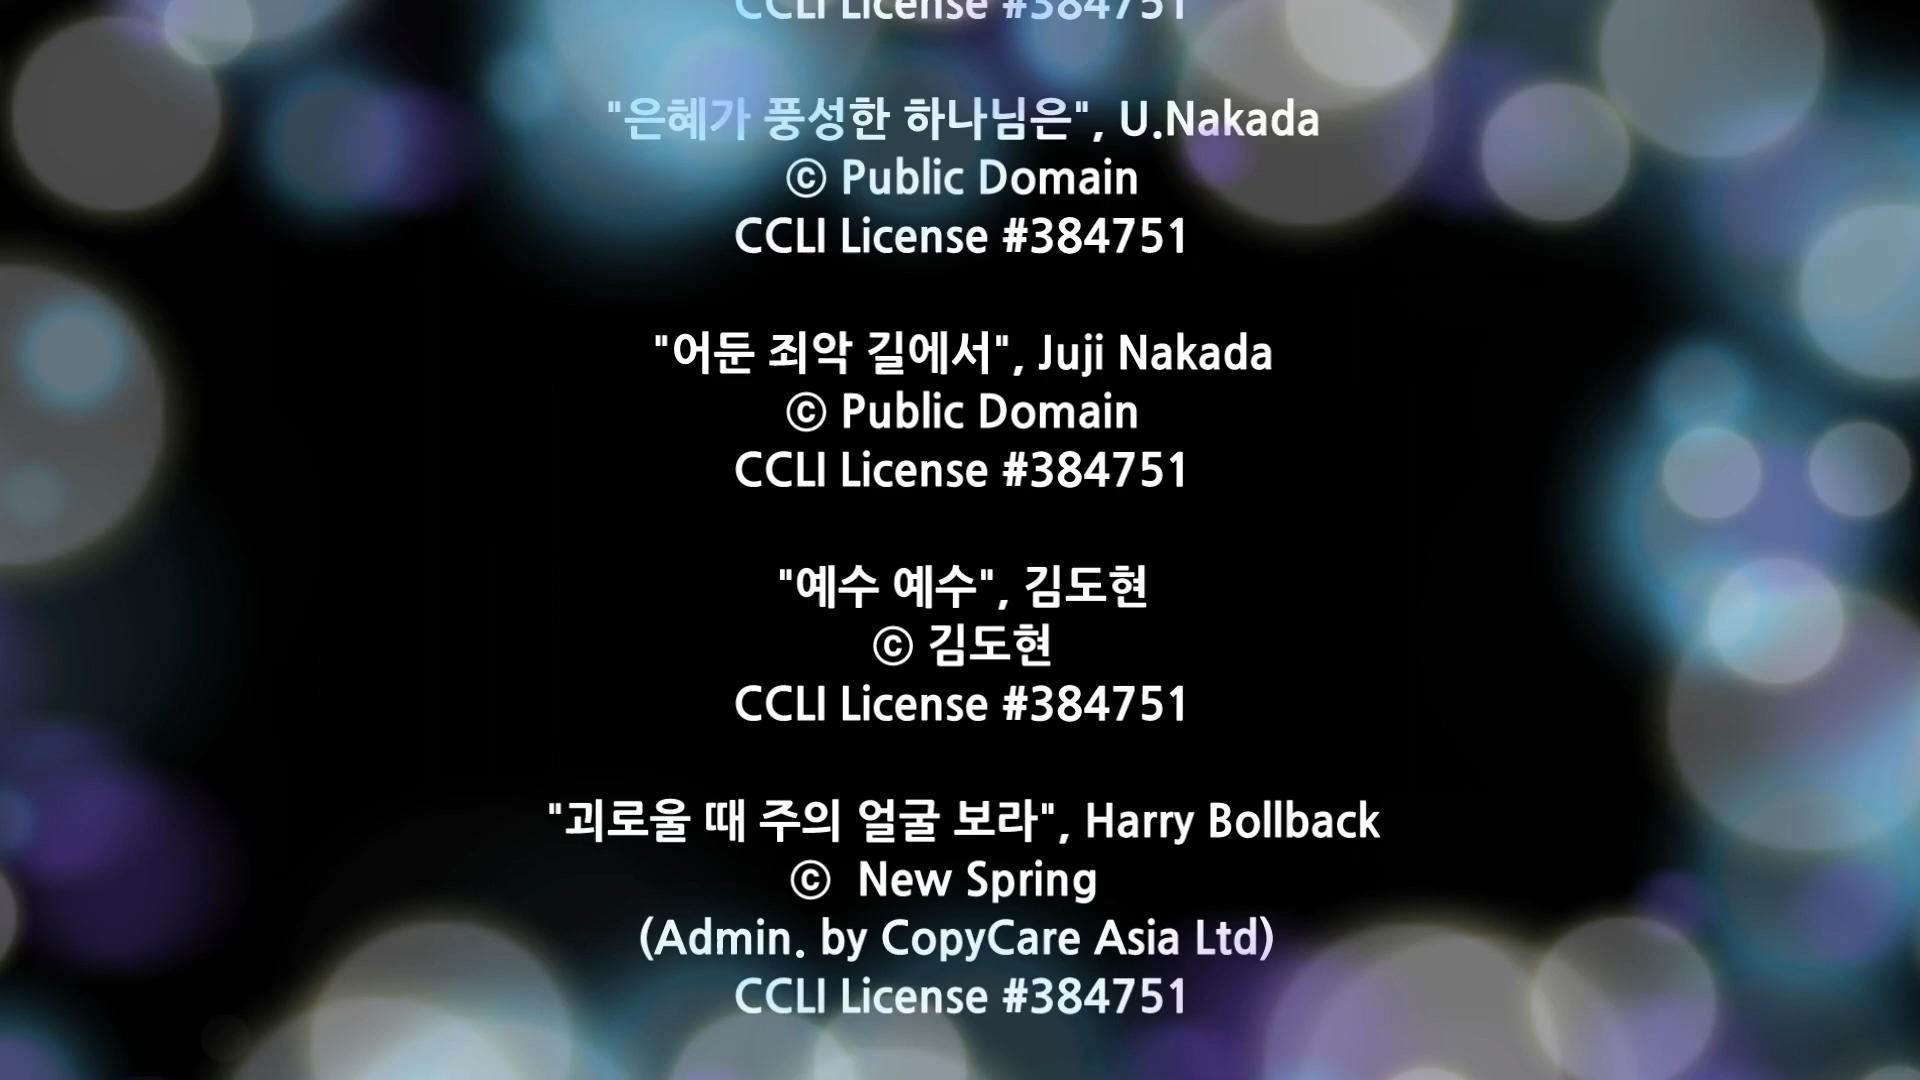 CCLI License #384751
"은혜가 풍성한 하나님은", U.Nakada
ⓒ Public Domain
CCLI License #384751
"어둔 죄악 길에서", Juji Nakada
ⓒ Public Domain
CCLI License #384751
"예수 예수", 김도현
ⓒ 김도현
CCLI License #384751
"괴로울 때 주의 얼굴 보라", Harry Bollback
ⓒ  New Spring
(Admin. by CopyCare Asia Ltd)
CCLI License #384751